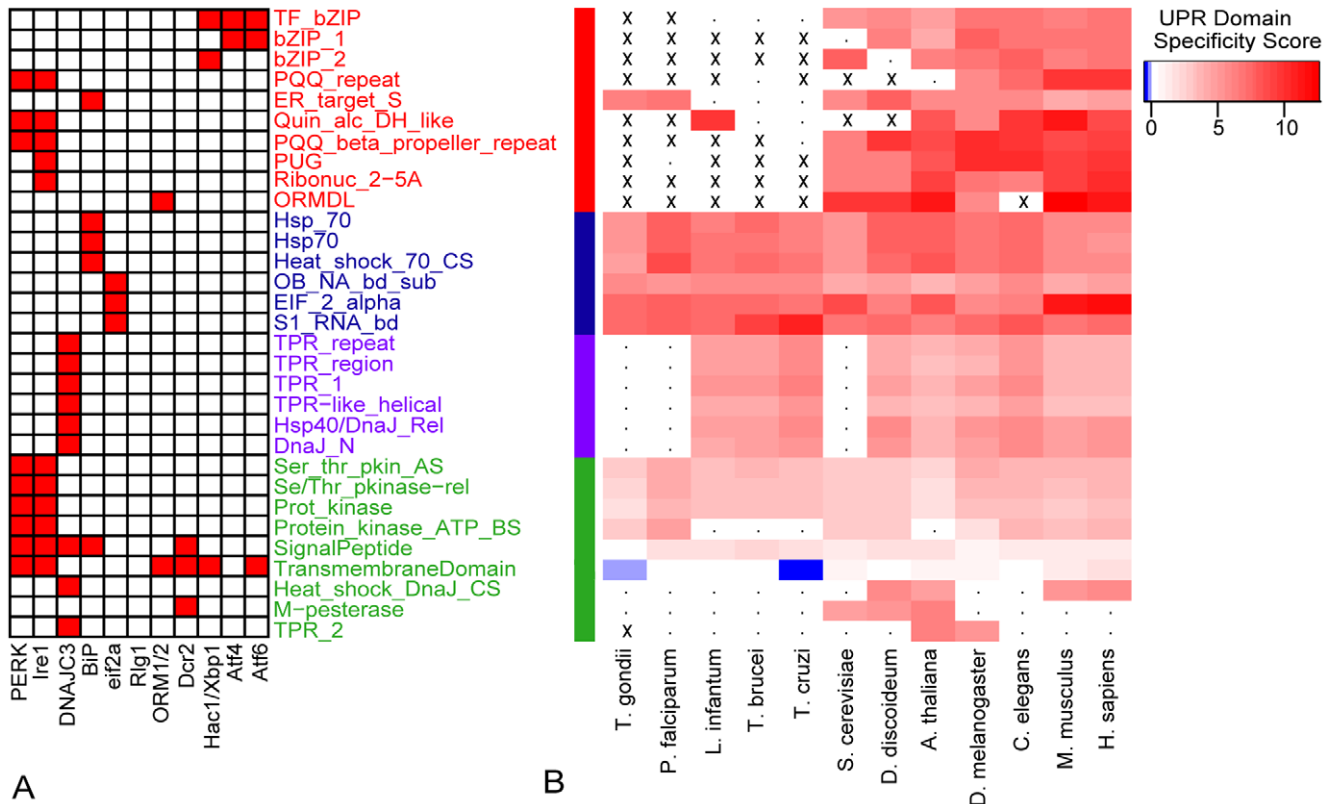 TF_bZIP
bZIP_1
bZIP_2
PQQ_repeat
ER_target_S
Quin_alc_DH_like
PQQ_beta_propeller_repeat
PUG
Ribonuc_2−5A
ORMDL
Hsp_70
Hsp70
Heat_shock_70_CS
OB_NA_bd_sub
EIF_2_alpha
S1_RNA_bd
TPR_repeat
TPR_region
TPR_1
TPR−like_helical
Hsp40/DnaJ_Rel
DnaJ_N
Ser_thr_pkin_AS
Se/Thr_pkinase−rel
Prot_kinase
Protein_kinase_ATP_BS
SignalPeptide
TransmembraneDomain
Heat_shock_DnaJ_CS
M−pesterase
TPR_2
PERK
Ire1
DNAJC3
BiP
eif2a
Rlg1
ORM1/2
Dcr2
Hac1/Xbp1
Atf4
Atf6
A
X X . . .
X X X X X .
X X X X X .
X X X . X X X .
. . .
X X . . X X
X X X X .
X . X X X
X X X X X
X X X X X X
. . .
. . .
. . .
. . .
. . .
. . .
. . . .
. . . . . . .
. . . . . . . . .
X . . . . . . . . .
T. gondii
P. falciparum
L. infantum
T. brucei
T. cruzi
S. cerevisiae
D. discoideum
A. thaliana
D. melanogaster
C. elegans
M. musculus
H. sapiens
B
UPR Domain
Specificity Score
0 5 10